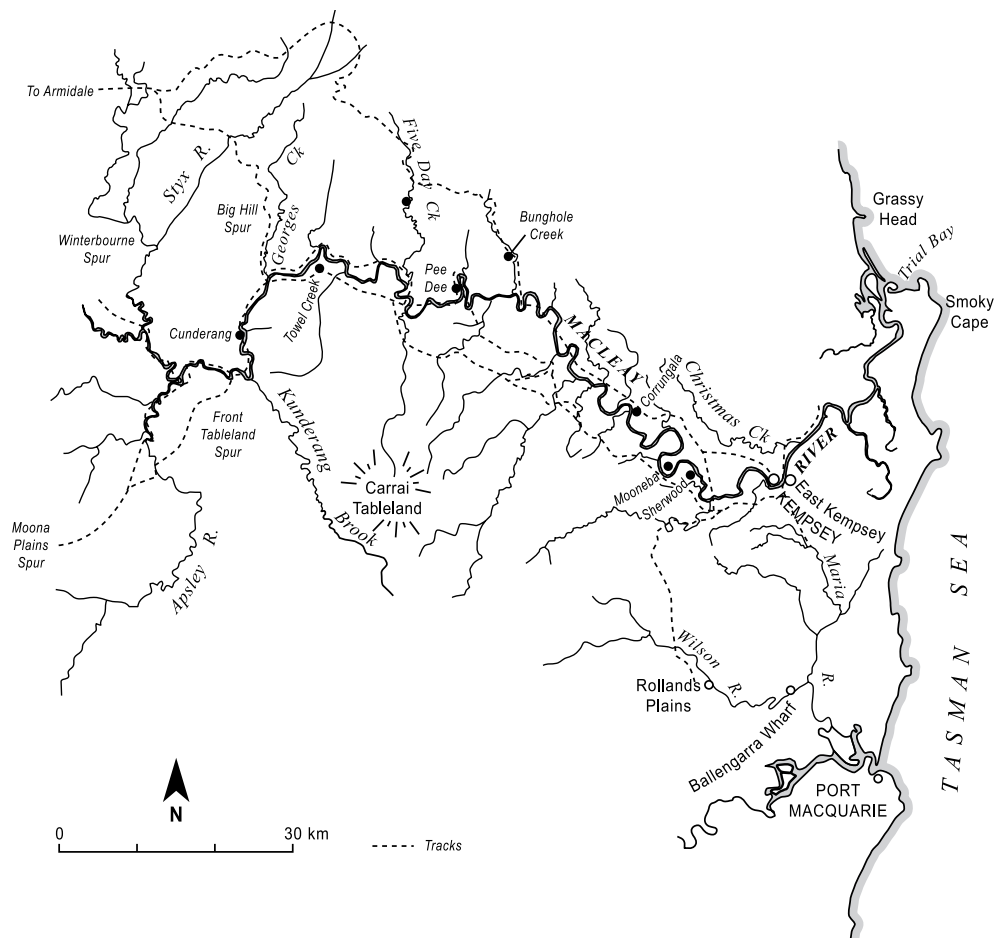 To Armidale
Styx R.
Five Day Ck
Georges Ck
Big Hill
Spur
Winterbourne
Spur
Bunghole
Creek
Grassy
Head
Trial Bay
Smoky
Cape
Pee
Dee
Towel Creek
Cunderang
MACLEAY RIVER
Christmas Ck
Corrungala
Front
Tableland
Spur
Kunderang Brook
Carrai
Tableland
Moonebar
Sherwood
East Kempsey
KEMPSEY
Moona
Plains
Spur
Apsley R.
Maria R.
Wilson R.
Rollands
Plains
Ballengarra Wharf
TASMAN SEA
PORT
MACQUARIE
N
0 30 km
Tracks